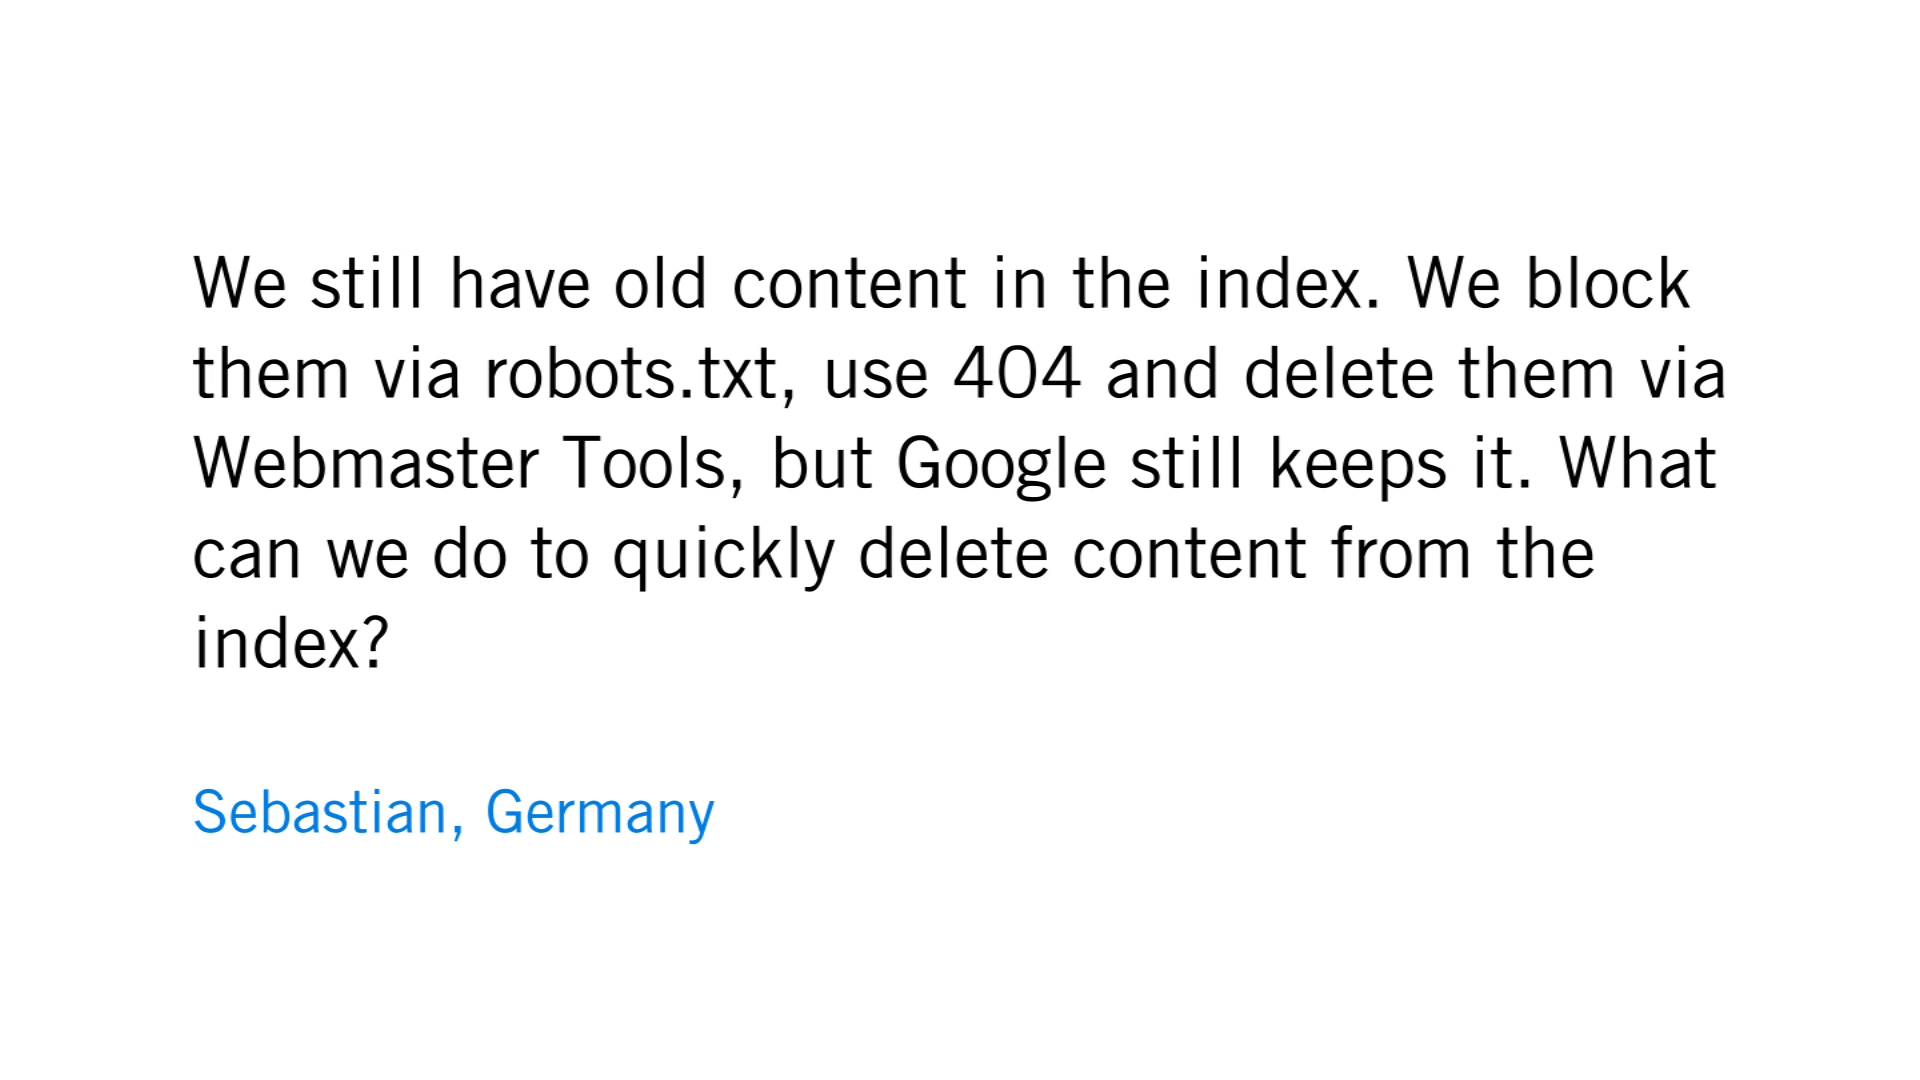 We still have old content in the index. We block
them via robots.txt, use 404 and delete them via
Webmaster Tools, but Google still keeps it. What
can we do to quickly delete content from the
index?
Sebastian, Germany